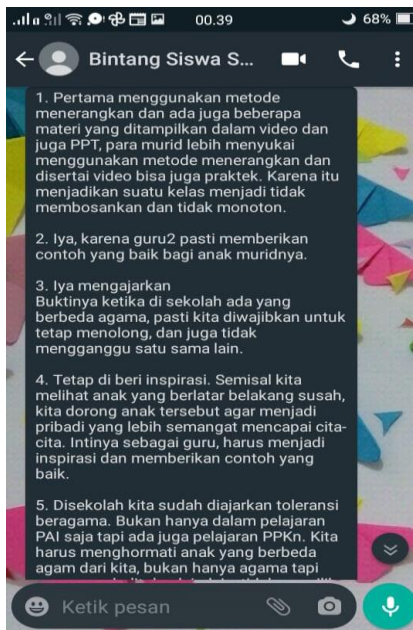 00.39
68%
Bintang Siswa S...
1. Pertama menggunakan metode
menerangkan dan ada juga beberapa
materi yang ditampilkan dalam video dan
juga PPT, para murid lebih menyukai
menggunakan metode menerangkan dan
disertai video bisa juga praktek. Karena itu
menjadikan suatu kelas menjadi tidak
membosankan dan tidak monoton.
2. Iya, karena guru2 pasti memberikan
contoh yang baik bagi anak muridnya.
3. Iya mengajarkan
Buktinya ketika di sekolah ada yang
berbeda agama, pasti kita diwajibkan untuk
tetap menolong, dan juga tidak
mengganggu satu sama lain.
4. Tetap di beri inspirasi. Semisal kita
melihat anak yang berlatar belakang susah,
kita dorong anak tersebut agar menjadi
pribadi yang lebih semangat mencapai cita-
cita. Intinya sebagai guru, harus menjadi
inspirasi dan memberikan contoh yang
baik.
5. Disekolah kita sudah diajarkan toleransi
beragama. Bukan hanya dalam pelajaran
PAI saja tapi ada juga pelajaran PPKn. Kita
harus menghormati anak yang berbeda
agam dari kita, bukan hanya agama tapi
Ketik pesan